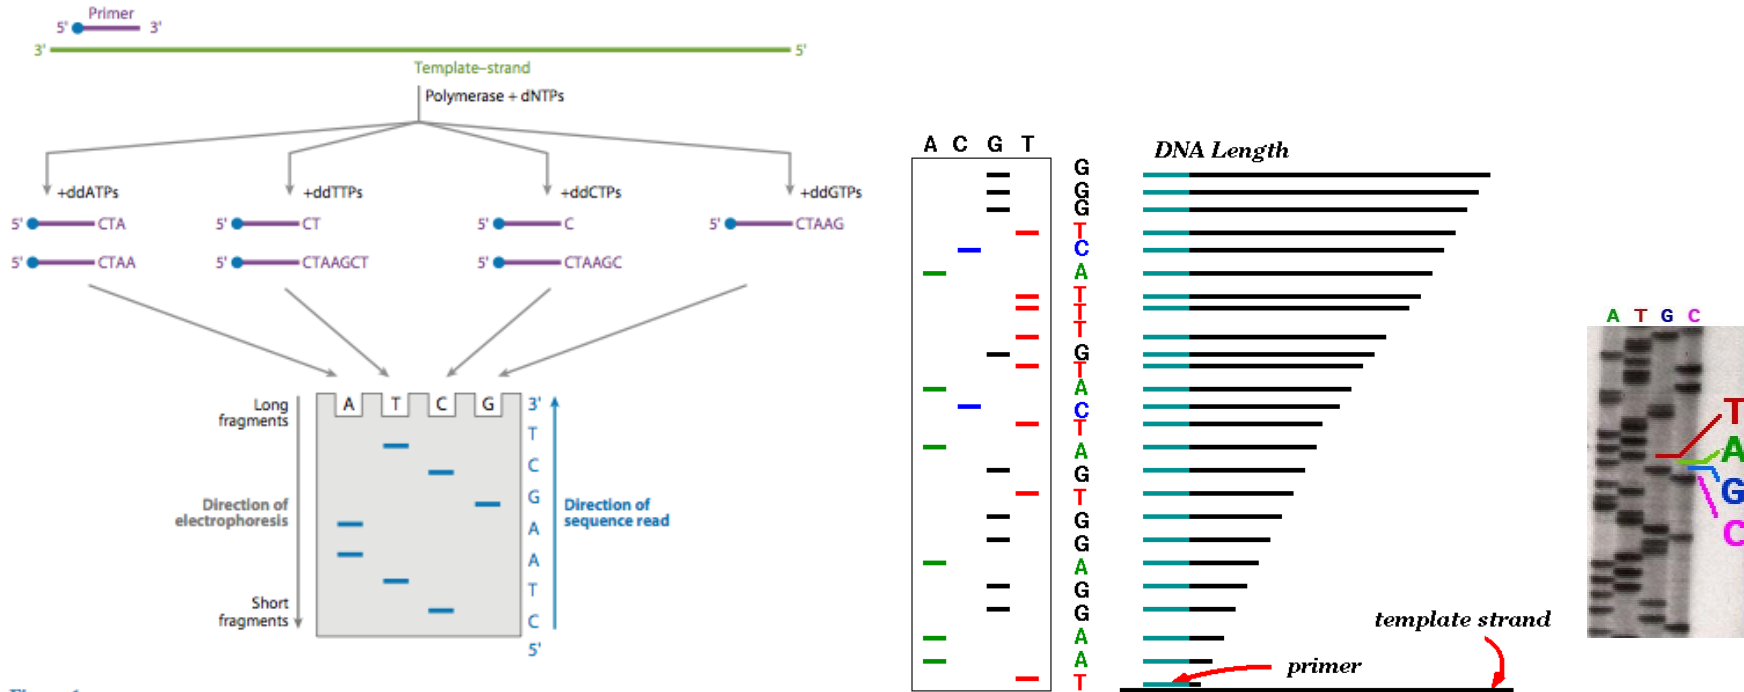 Primer
5' 3'
3' 5'
Template–strand
Polymerase + dNTPs
+ddATPs +ddTTPs +ddCTPs +ddGTPs
5' CTA 5' CT 5' C 5' CTAAG
5' CTAA 5' CTAAGCT 5' CTAAGC
Long
fragments
A T C G
3'
T
C
G
A
A
T
C
5'
Direction of
electrophoresis
Direction of
sequence read
Short
fragments
A C G T
DNA Length
G
G
G
T
C
A
T
T
T
G
T
A
C
T
A
G
T
G
G
A
G
G
A
A
T
template strand
primer
A T G C
T
A
G
C